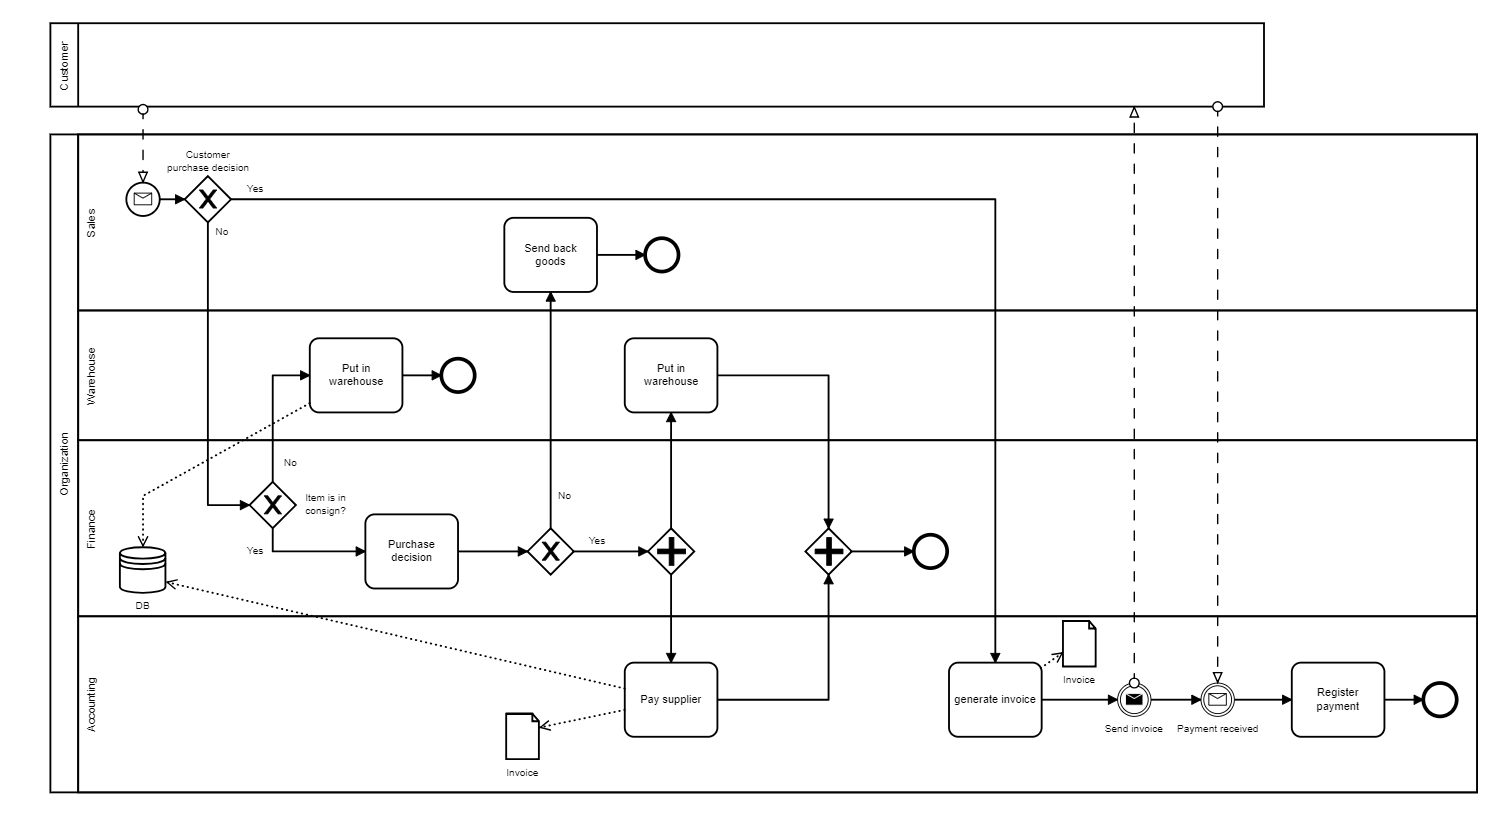 Customer
Organization
Sales
Customer
purchase decision
Yes
No
Send back
goods
Warehouse
Put in
warehouse
Put in
warehouse
Finance
No
Item is in
consign?
Yes
Purchase
decision
No
Yes
DB
Accounting
Pay supplier
Invoice
generate invoice
Invoice
Send invoice
Payment received
Register
payment